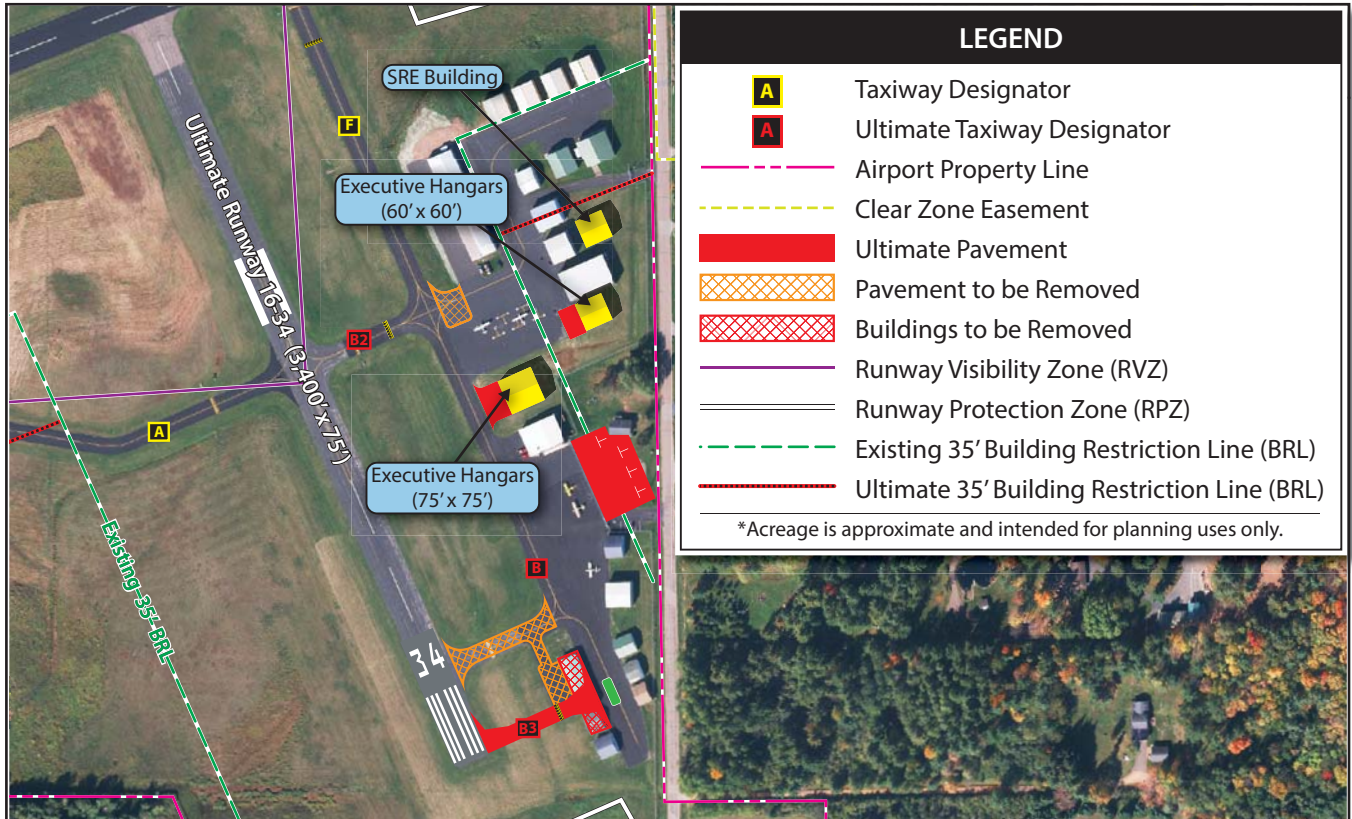 SRE Building
F
Executive Hangars
(60' x 60')
Ultimate Runway 16-34 (3,400' x 75')
B2
A
Executive Hangars
(75' x 75')
Existing 35' BRL
B
34
B3
LEGEND
A Taxiway Designator
A Ultimate Taxiway Designator
Airport Property Line
Clear Zone Easement
Ultimate Pavement
Pavement to be Removed
Buildings to be Removed
Runway Visibility Zone (RVZ)
Runway Protection Zone (RPZ)
Existing 35' Building Restriction Line (BRL)
Ultimate 35' Building Restriction Line (BRL)
*Acreage is approximate and intended for planning uses only.